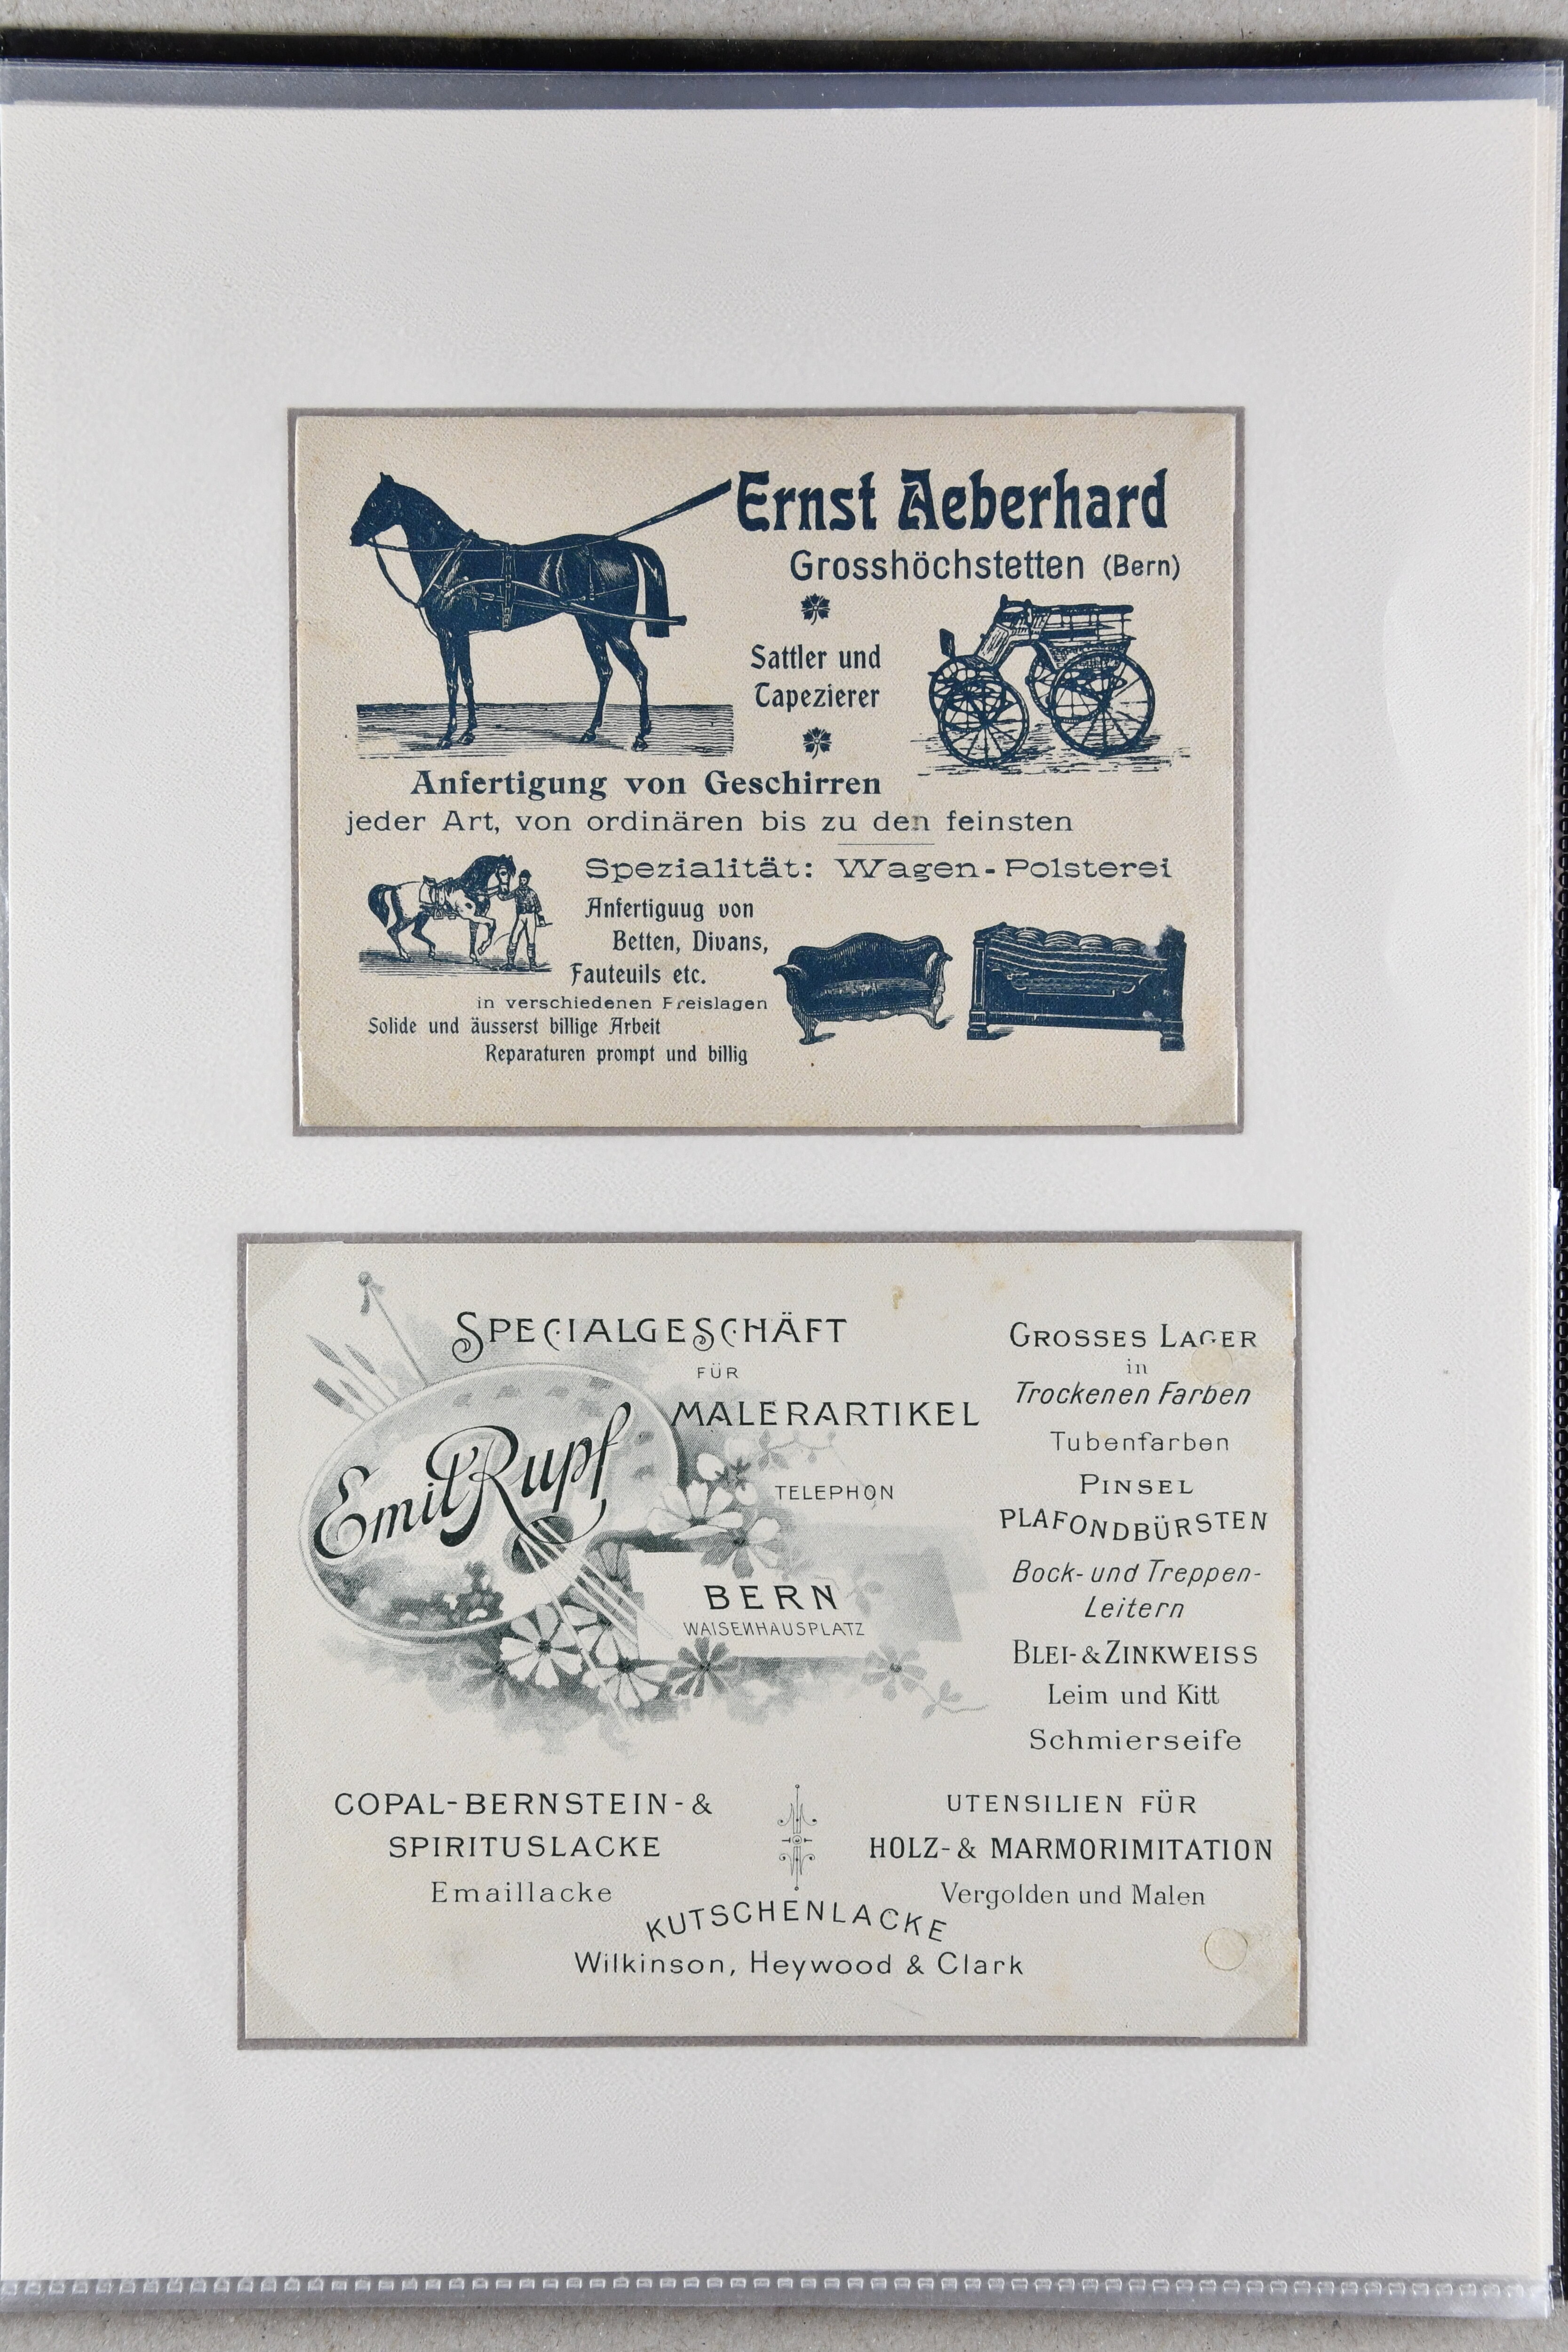 Ernst Aeberhard
Grosshöchstetten (Bern)
Sattler und
Tapezierer
Anfertigung von Geschirren
jeder Art, von ordinären bis zu den feinsten
Spezialität: Wagen-Polsterei
Anfertiguug von
Betten, Divans,
Fauteuils etc.
in verschiedenen Freislagen
Solide und äusserst billige Arbeit
Reparaturen prompt und billig
SPECIALGESCHÄFT
FÜR
MALERARTIKEL
Emil Rupf
TELEPHON
BERN
WAISENHAUSPLATZ
GROSSES LAGER
in
Trockenen Farben
Tubenfarben
PINSEL
PLAFONDBÜRSTEN
Bock- und Treppen-
Leitern
BLEI- & ZINKWEISS
Leim und Kitt
Schmierseife
COPAL-BERNSTEIN-&
SPIRITUSLACKE
Emaillacke
UTENSILIEN FÜR
HOLZ- & MARMORIMITATION
Vergolden und Malen
KUTSCHENLACKE
Wilkinson, Heywood & Clark